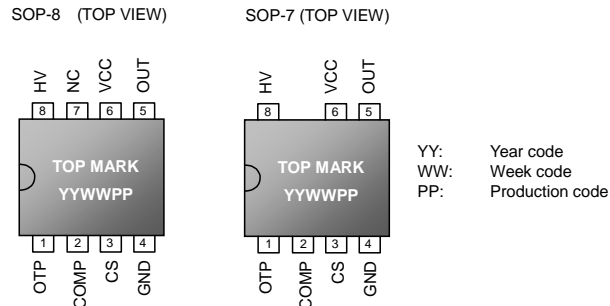 SOP-8 (TOP VIEW)
HV NC VCC OUT
8 7 6 5
TOP MARK
YYWWPP
1 2 3 4
OTP COMP CS GND
SOP-7 (TOP VIEW)
HV VCC OUT
8 6 5
TOP MARK
YYWWPP
1 2 3 4
OTP COMP CS GND
YY: Year code
WW: Week code
PP: Production code